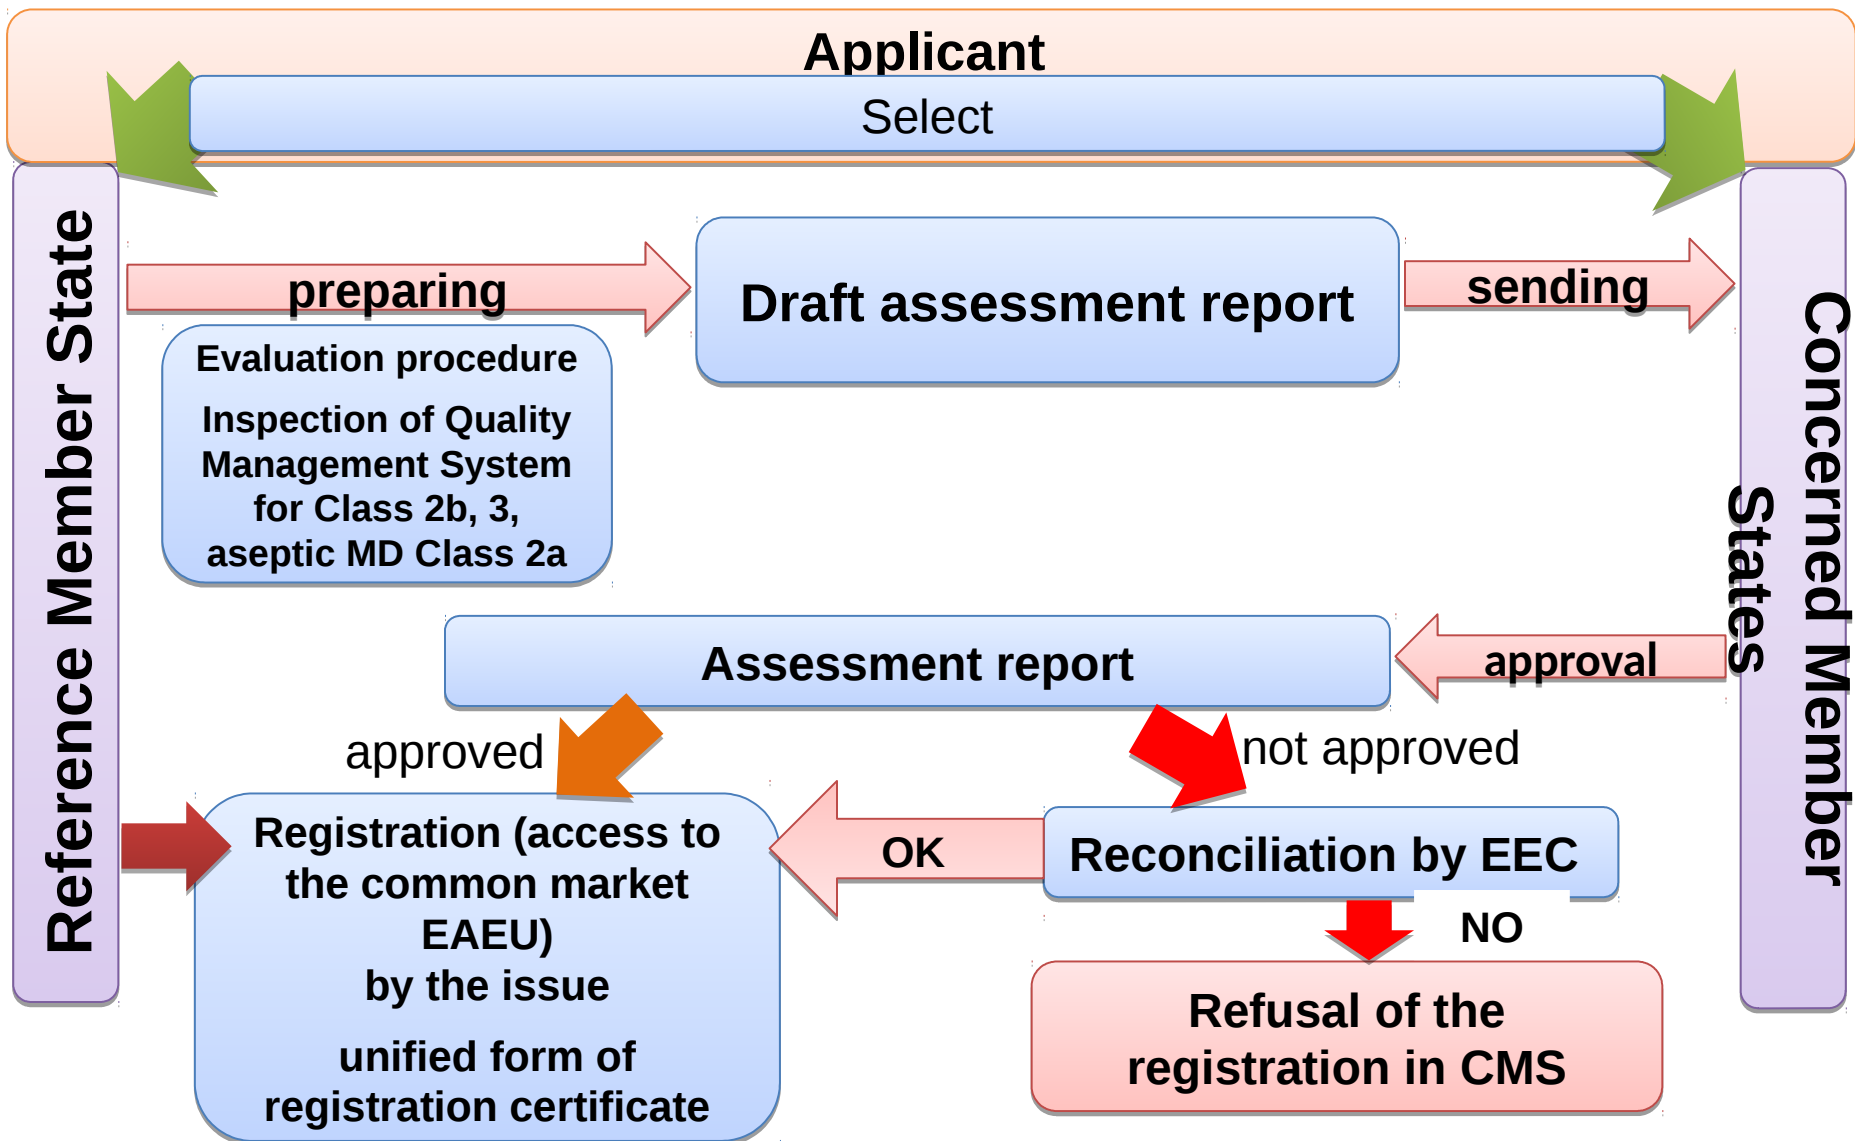 Applicant
Select
Reference Member State
preparing
Draft assessment report
sending
Concerned Member
States
Evaluation procedure
Inspection of Quality
Management System
for Class 2b, 3,
aseptic MD Class 2a
Assessment report
approval
approved
not approved
Registration (access to
the common market
EAEU)
by the issue
unified form of
registration certificate
OK
Reconciliation by EEC
NO
Refusal of the
registration in CMS